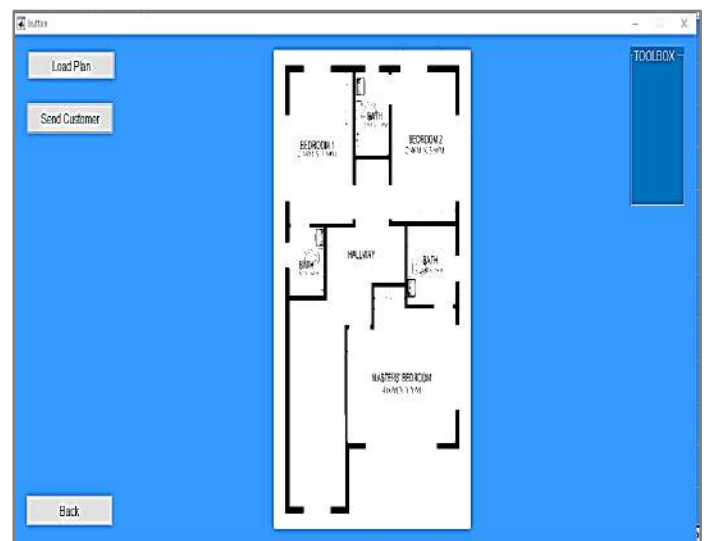 button
Load Plan
TOOLBOX
Send Customer
BATH
BEDROOM 1
BEDROOM 2
HALLWAY
BATH
BATH
MASTERS' BEDROOM
Back